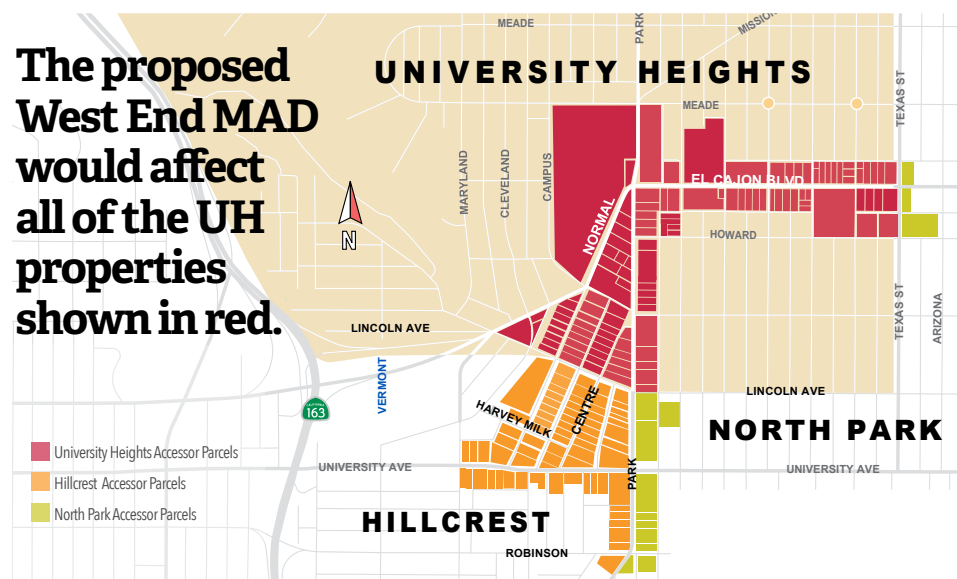 The proposed
West End MAD
would affect
all of the UH
properties
shown in red.
MEADE
PARK
MISSION
UNIVERSITY HEIGHTS
MEADE
TEXAS ST
MARYLAND
CLEVELAND
CAMPUS
EL CAJON BLVD
NORMAL
HOWARD
N
LINCOLN AVE
TEXAS ST
ARIZONA
VERMONT
CALIFORNIA
163
LINCOLN AVE
HARVEY MILK
CENTRE
NORTH PARK
University Heights Accessor Parcels
Hillcrest Accessor Parcels
North Park Accessor Parcels
UNIVERSITY AVE
UNIVERSITY AVE
PARK
HILLCREST
ROBINSON